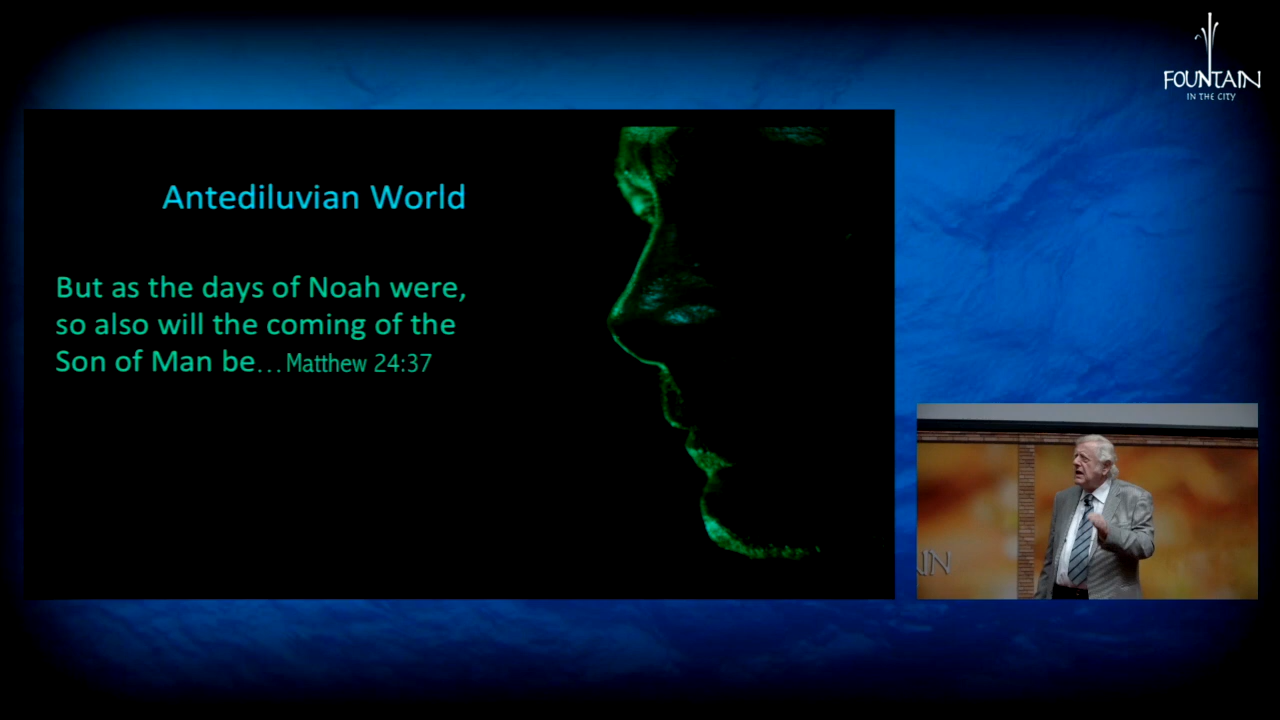 FOUNTAIN
IN THE CITY
Antediluvian World
But as the days of Noah were,
so also will the coming of the
Son of Man be... Matthew 24:37
AIN